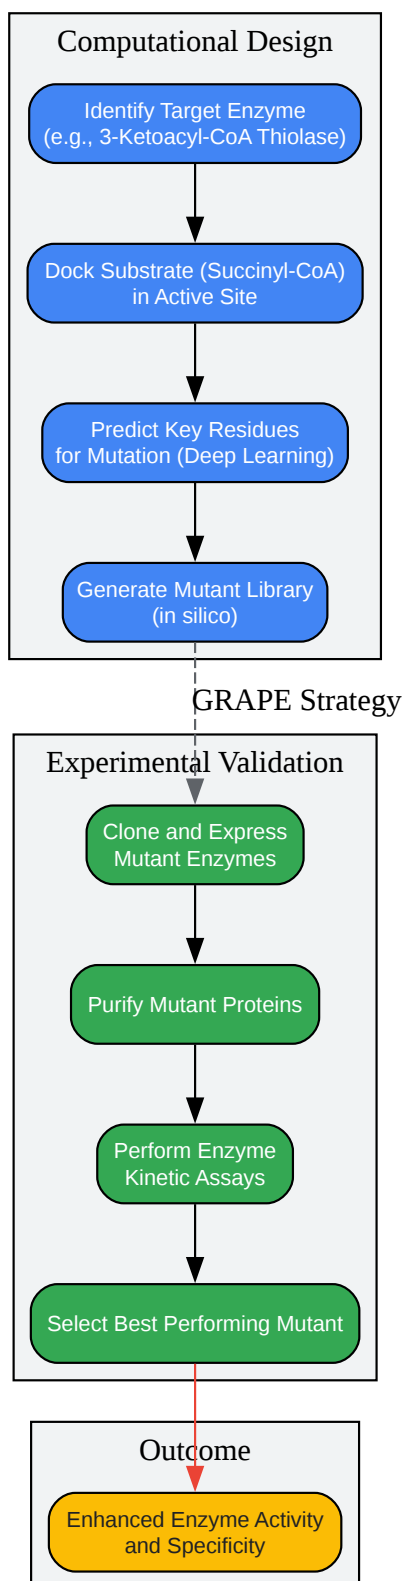 Computational Design
Identify Target Enzyme
(e.g., 3-Ketoacyl-CoA Thiolase)
Dock Substrate (Succinyl-CoA)
in Active Site
Predict Key Residues
for Mutation (Deep Learning)
Generate Mutant Library
(in silico)
GRAPE Strategy
Experimental Validation
Clone and Express
Mutant Enzymes
Purify Mutant Proteins
Perform Enzyme
Kinetic Assays
Select Best Performing Mutant
Outcome
Enhanced Enzyme Activity
and Specificity